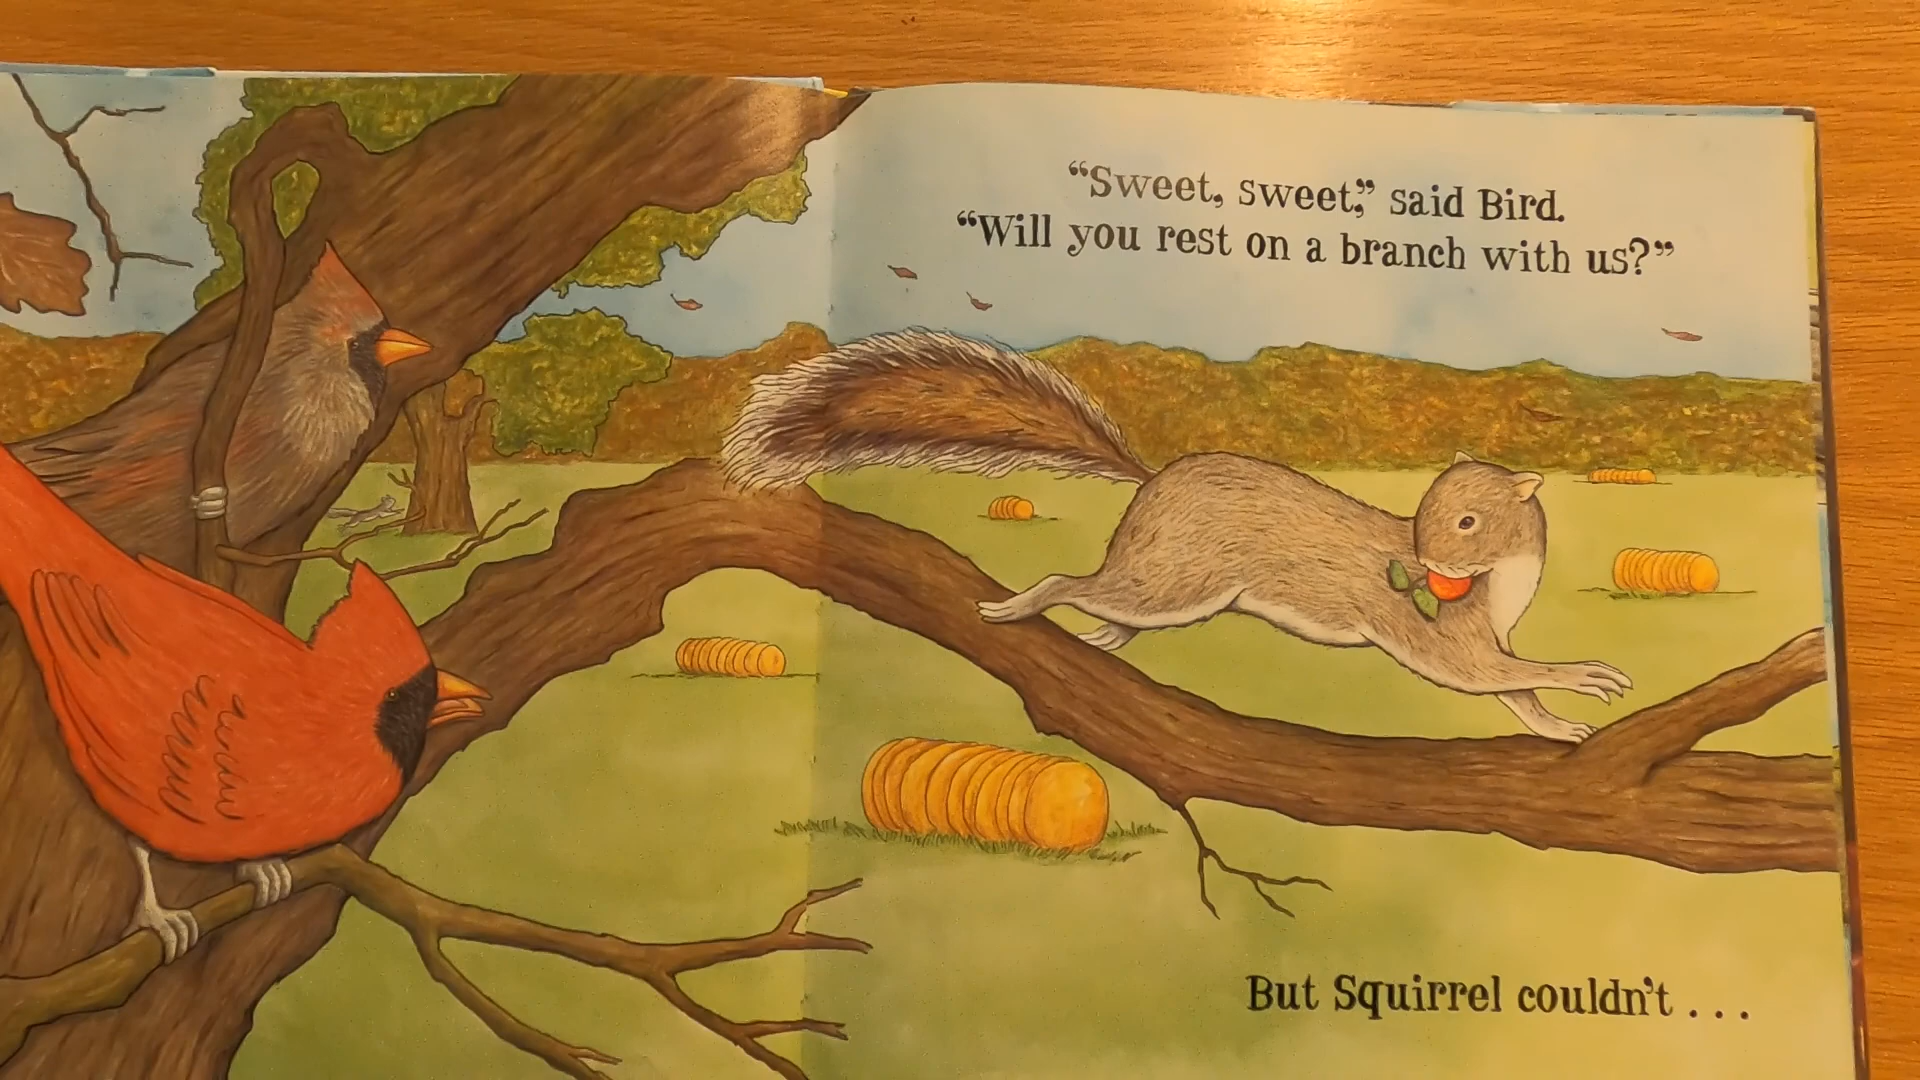 “Sweet, sweet,” said Bird.
“Will you rest on a branch with us?”
But Squirrel couldn’t . . .